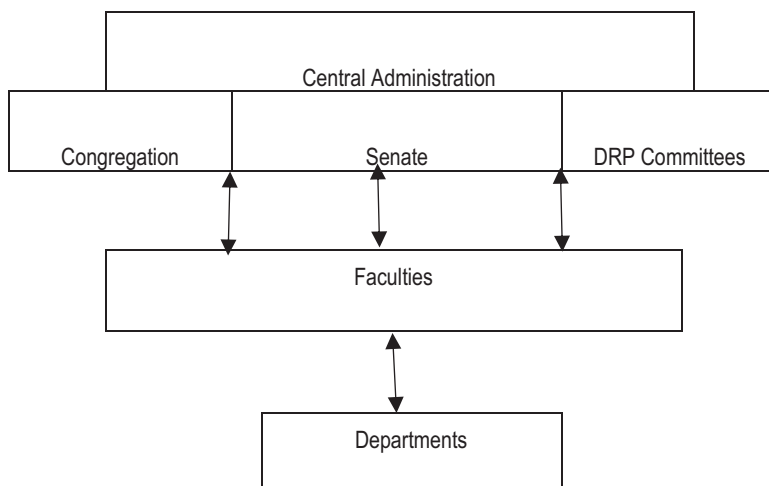 Central Administration
Congregation
Senate
DRP Committees
Faculties
Departments